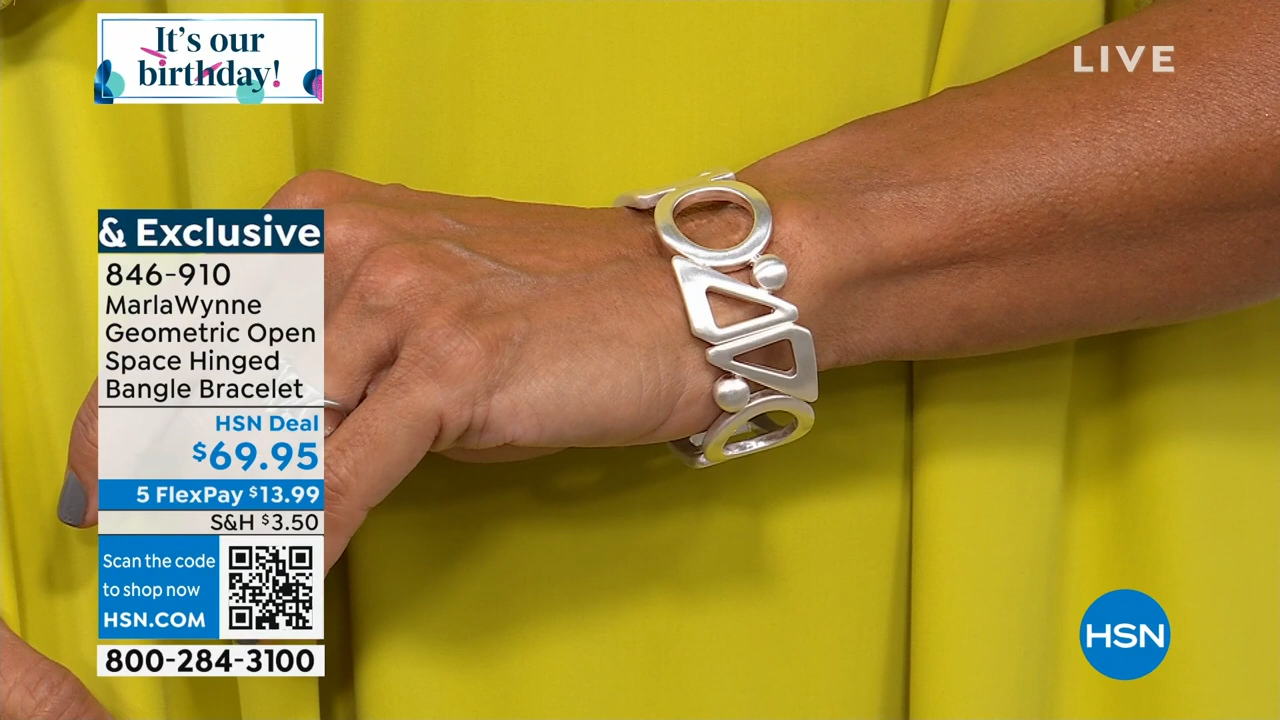 It's our
birthday!
LIVE
& Exclusive
846-910
MarlaWynne
Geometric Open
Space Hinged
Bangle Bracelet
HSN Deal
$69.95
5 FlexPay $13.99
S&H $3.50
Scan the code
to shop now
HSN.COM
800-284-3100
HSN